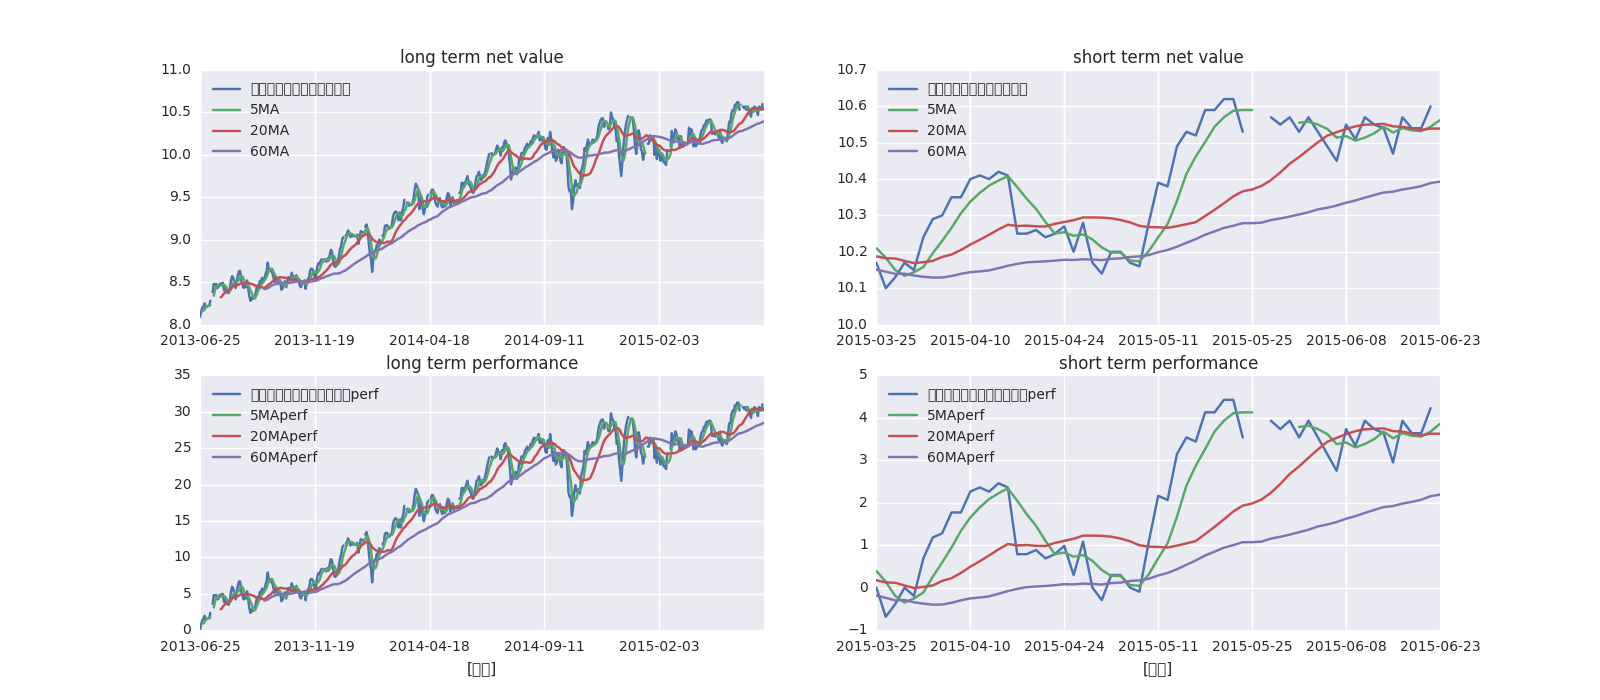 long term net value
11.0
10.5
10.0
9.5
9.0
8.5
8.0
5MA
20MA
60MA
2013-06-25 2013-11-19 2014-04-18 2014-09-11 2015-02-03
short term net value
10.7
10.6
10.5
10.4
10.3
10.2
10.1
10.0
5MA
20MA
60MA
2015-03-25 2015-04-10 2015-04-24 2015-05-11 2015-05-25 2015-06-08 2015-06-23
long term performance
35
30
25
20
15
10
5
0
perf
5MAperf
20MAperf
60MAperf
2013-06-25 2013-11-19 2014-04-18 2014-09-11 2015-02-03
short term performance
5
4
3
2
1
0
−1
perf
5MAperf
20MAperf
60MAperf
2015-03-25 2015-04-10 2015-04-24 2015-05-11 2015-05-25 2015-06-08 2015-06-23